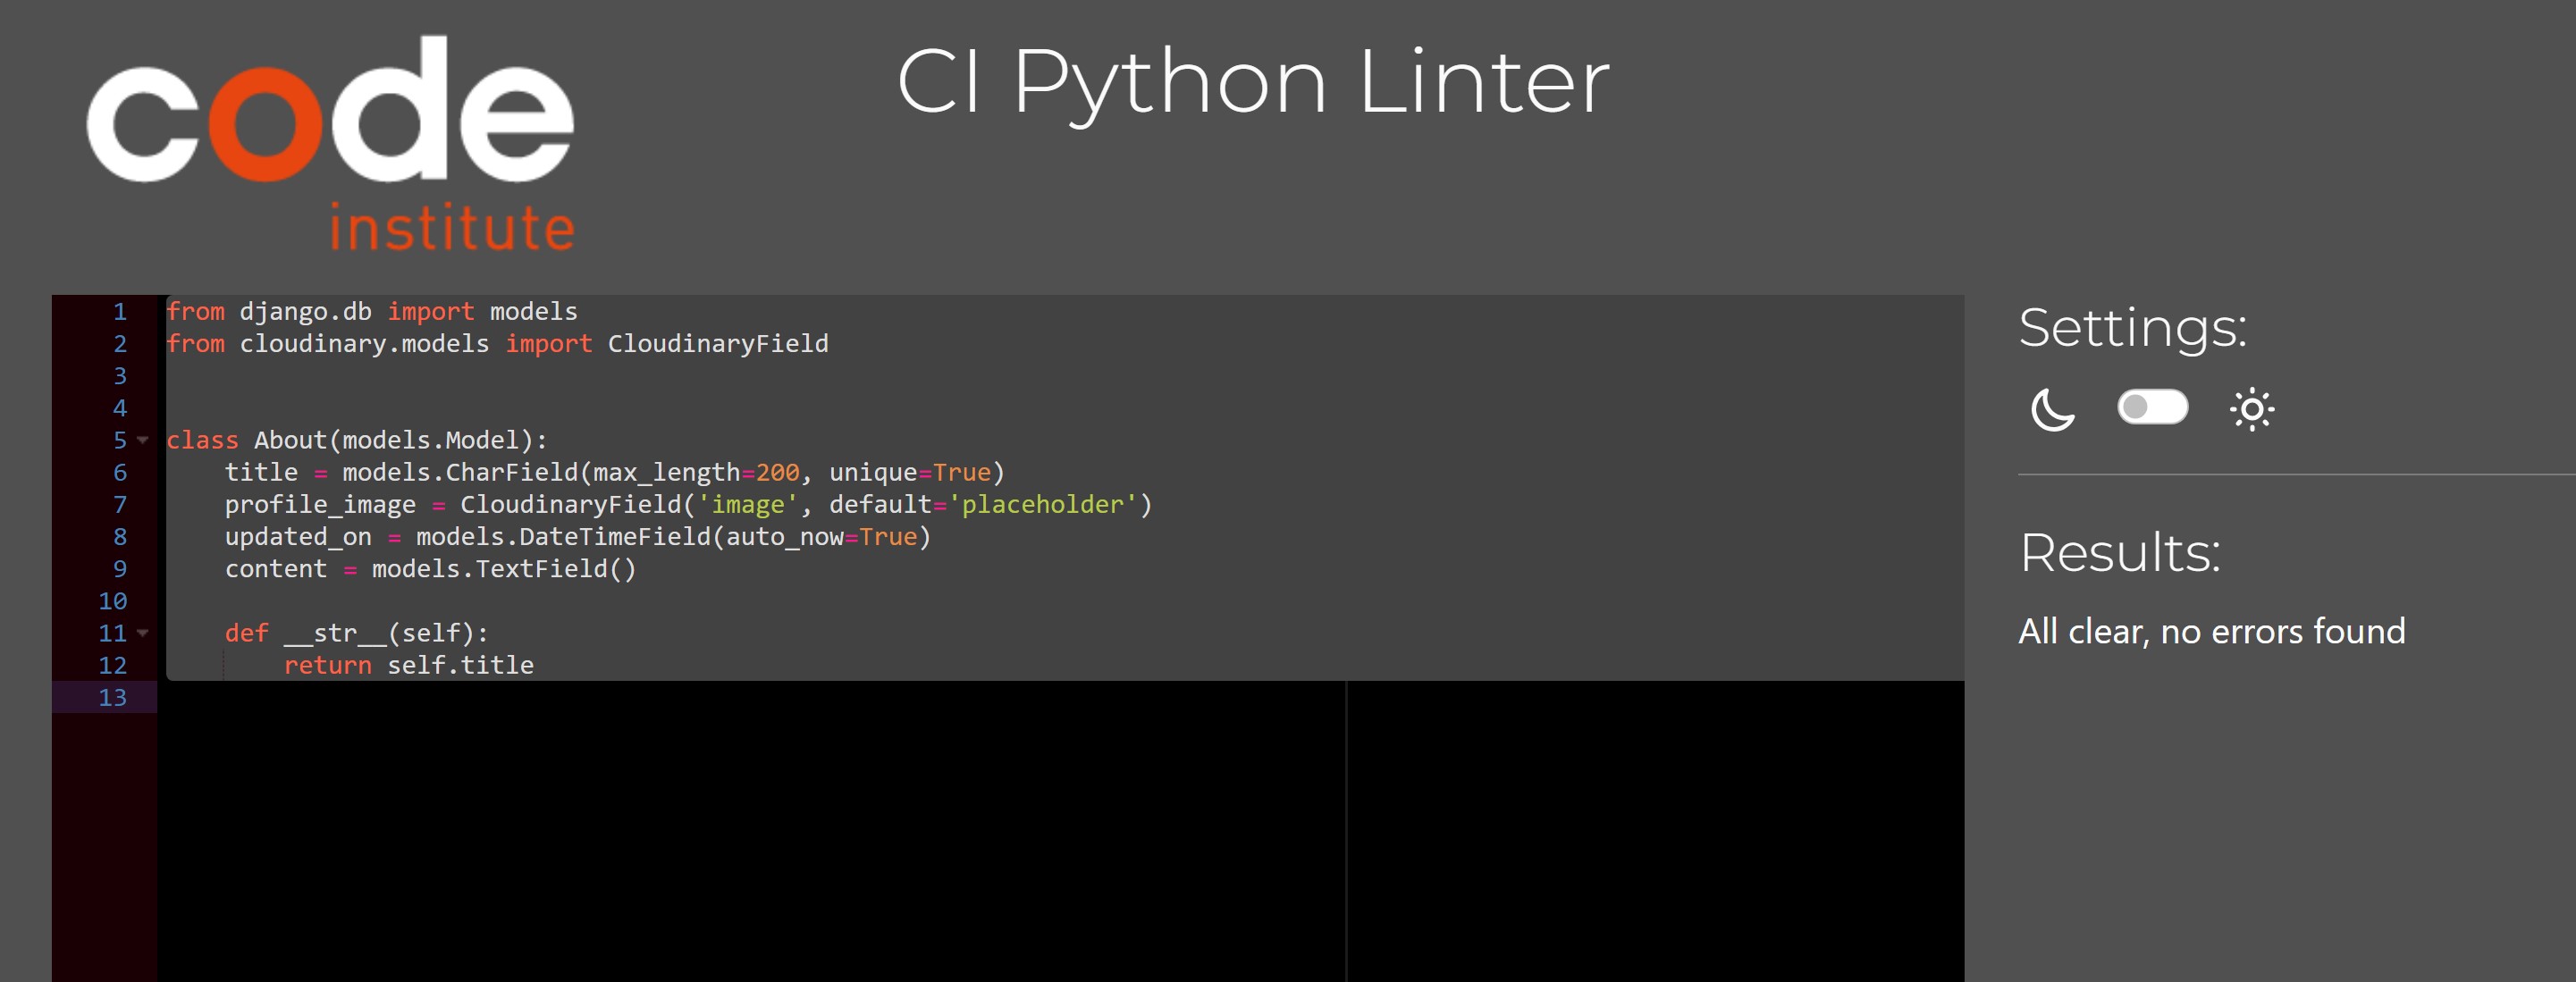 code
institute
CI Python Linter
1 from django.db import models
2 from cloudinary.models import CloudinaryField
3
4
5 class About(models.Model):
6     title = models.CharField(max_length=200, unique=True)
7     profile_image = CloudinaryField('image', default='placeholder')
8     updated_on = models.DateTimeField(auto_now=True)
9     content = models.TextField()
10
11     def __str__(self):
12         return self.title
13
Settings:
Results:
All clear, no errors found